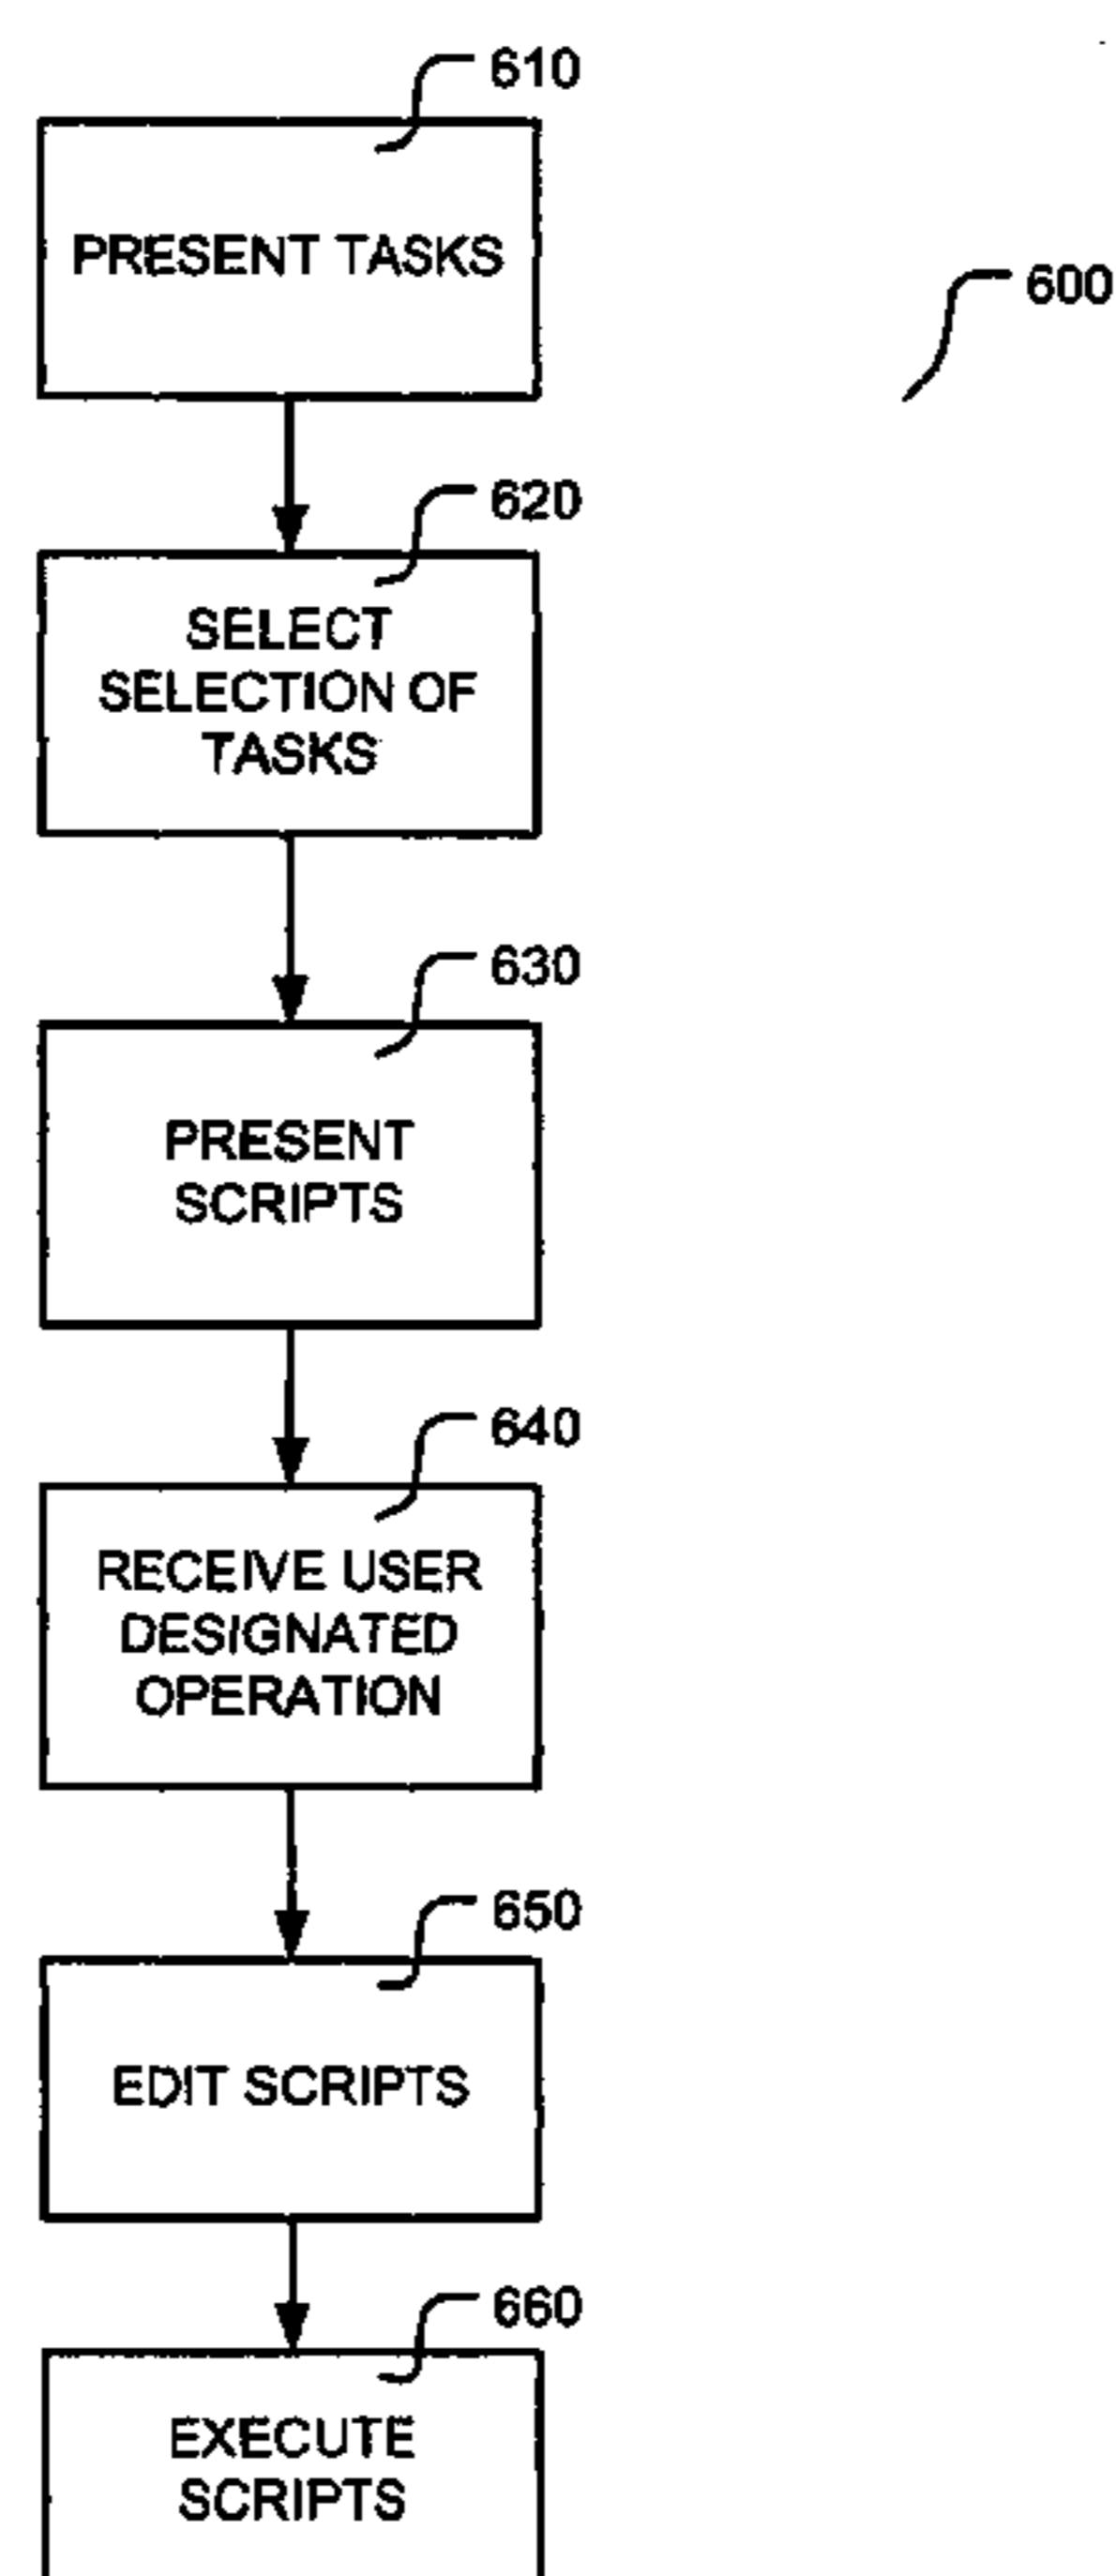 610
PRESENT TASKS
600
620
SELECT
SELECTION OF
TASKS
630
PRESENT
SCRIPTS
640
RECEIVE USER
DESIGNATED
OPERATION
650
EDIT SCRIPTS
660
EXECUTE
SCRIPTS